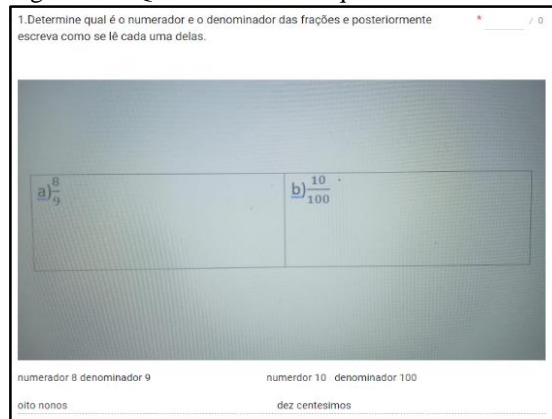 1.Determine qual é o numerador e o denominador das frações e posteriormente * / 0
escreva como se lê cada uma delas.
a) 8/9 b) 10/100
numerador 8 denominador 9 numerdor 10 denominador 100
oito nonos dez centesimos